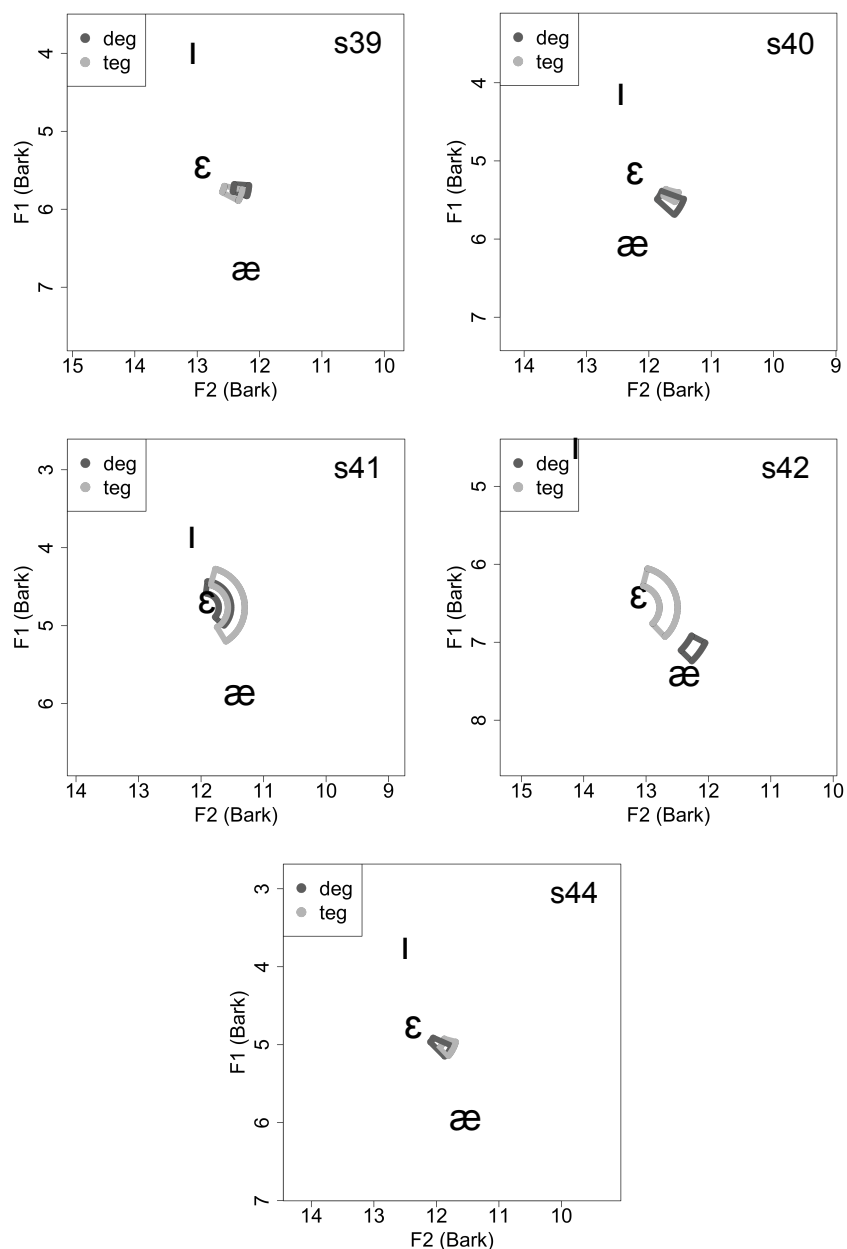 deg
teg
s39
I
ɛ
æ
4
5
6
7
F1 (Bark)
15 14 13 12 11 10
F2 (Bark)
deg
teg
s40
I
ɛ
æ
4
5
6
7
F1 (Bark)
14 13 12 11 10 9
F2 (Bark)
deg
teg
s41
I
ɛ
æ
3
4
5
6
F1 (Bark)
14 13 12 11 10 9
F2 (Bark)
deg
teg
s42
I
ɛ
æ
5
6
7
8
F1 (Bark)
15 14 13 12 11 10
F2 (Bark)
deg
teg
s44
I
ɛ
æ
3
4
5
6
7
F1 (Bark)
14 13 12 11 10
F2 (Bark)